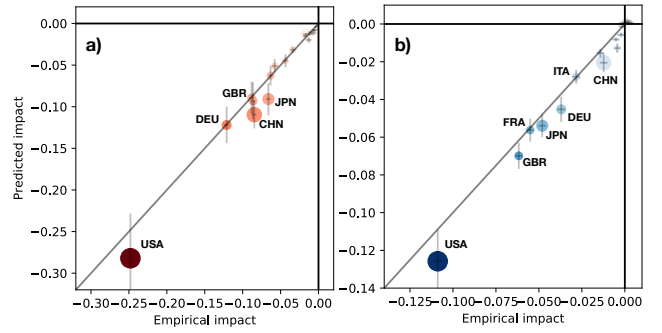 a)
0.00
−0.05
−0.10
−0.15
−0.20
−0.25
−0.30
Predicted impact
GBR
JPN
DEU
CHN
USA
−0.30 −0.25 −0.20 −0.15 −0.10 −0.05 0.00
Empirical impact
b)
0.00
−0.02
−0.04
−0.06
−0.08
−0.10
−0.12
−0.14
ITA
CHN
FRA
DEU
JPN
GBR
USA
−0.125 −0.100 −0.075 −0.050 −0.025 0.000
Empirical impact